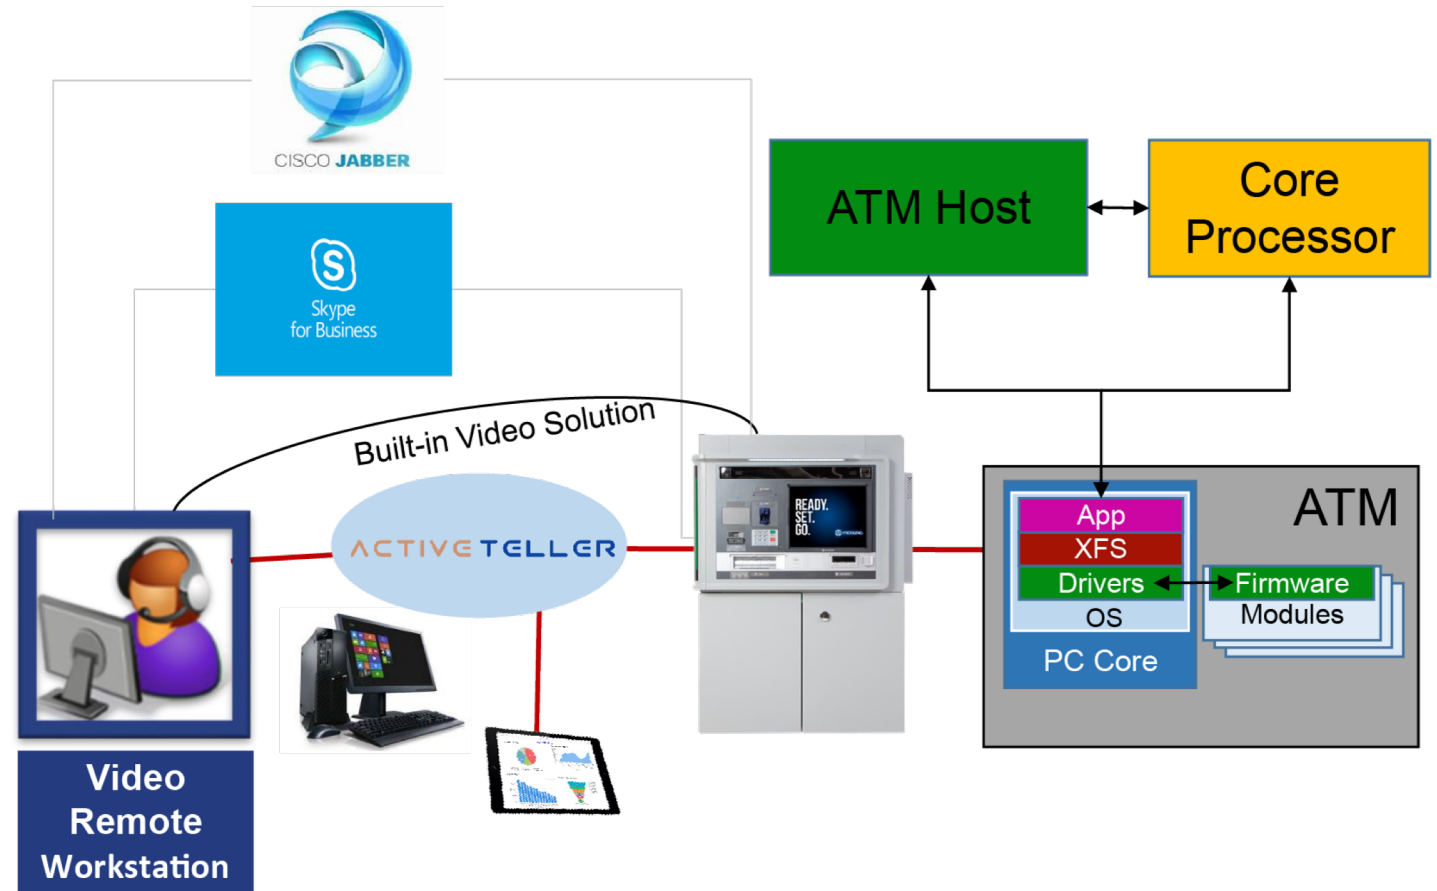 CISCO JABBER
Skype
for Business
Built-in Video Solution
ACTIVETELLER
READY.
SET.
GO.
Video
Remote
Workstation
ATM Host
Core
Processor
ATM
App
XFS
Drivers
OS
PC Core
Firmware
Modules